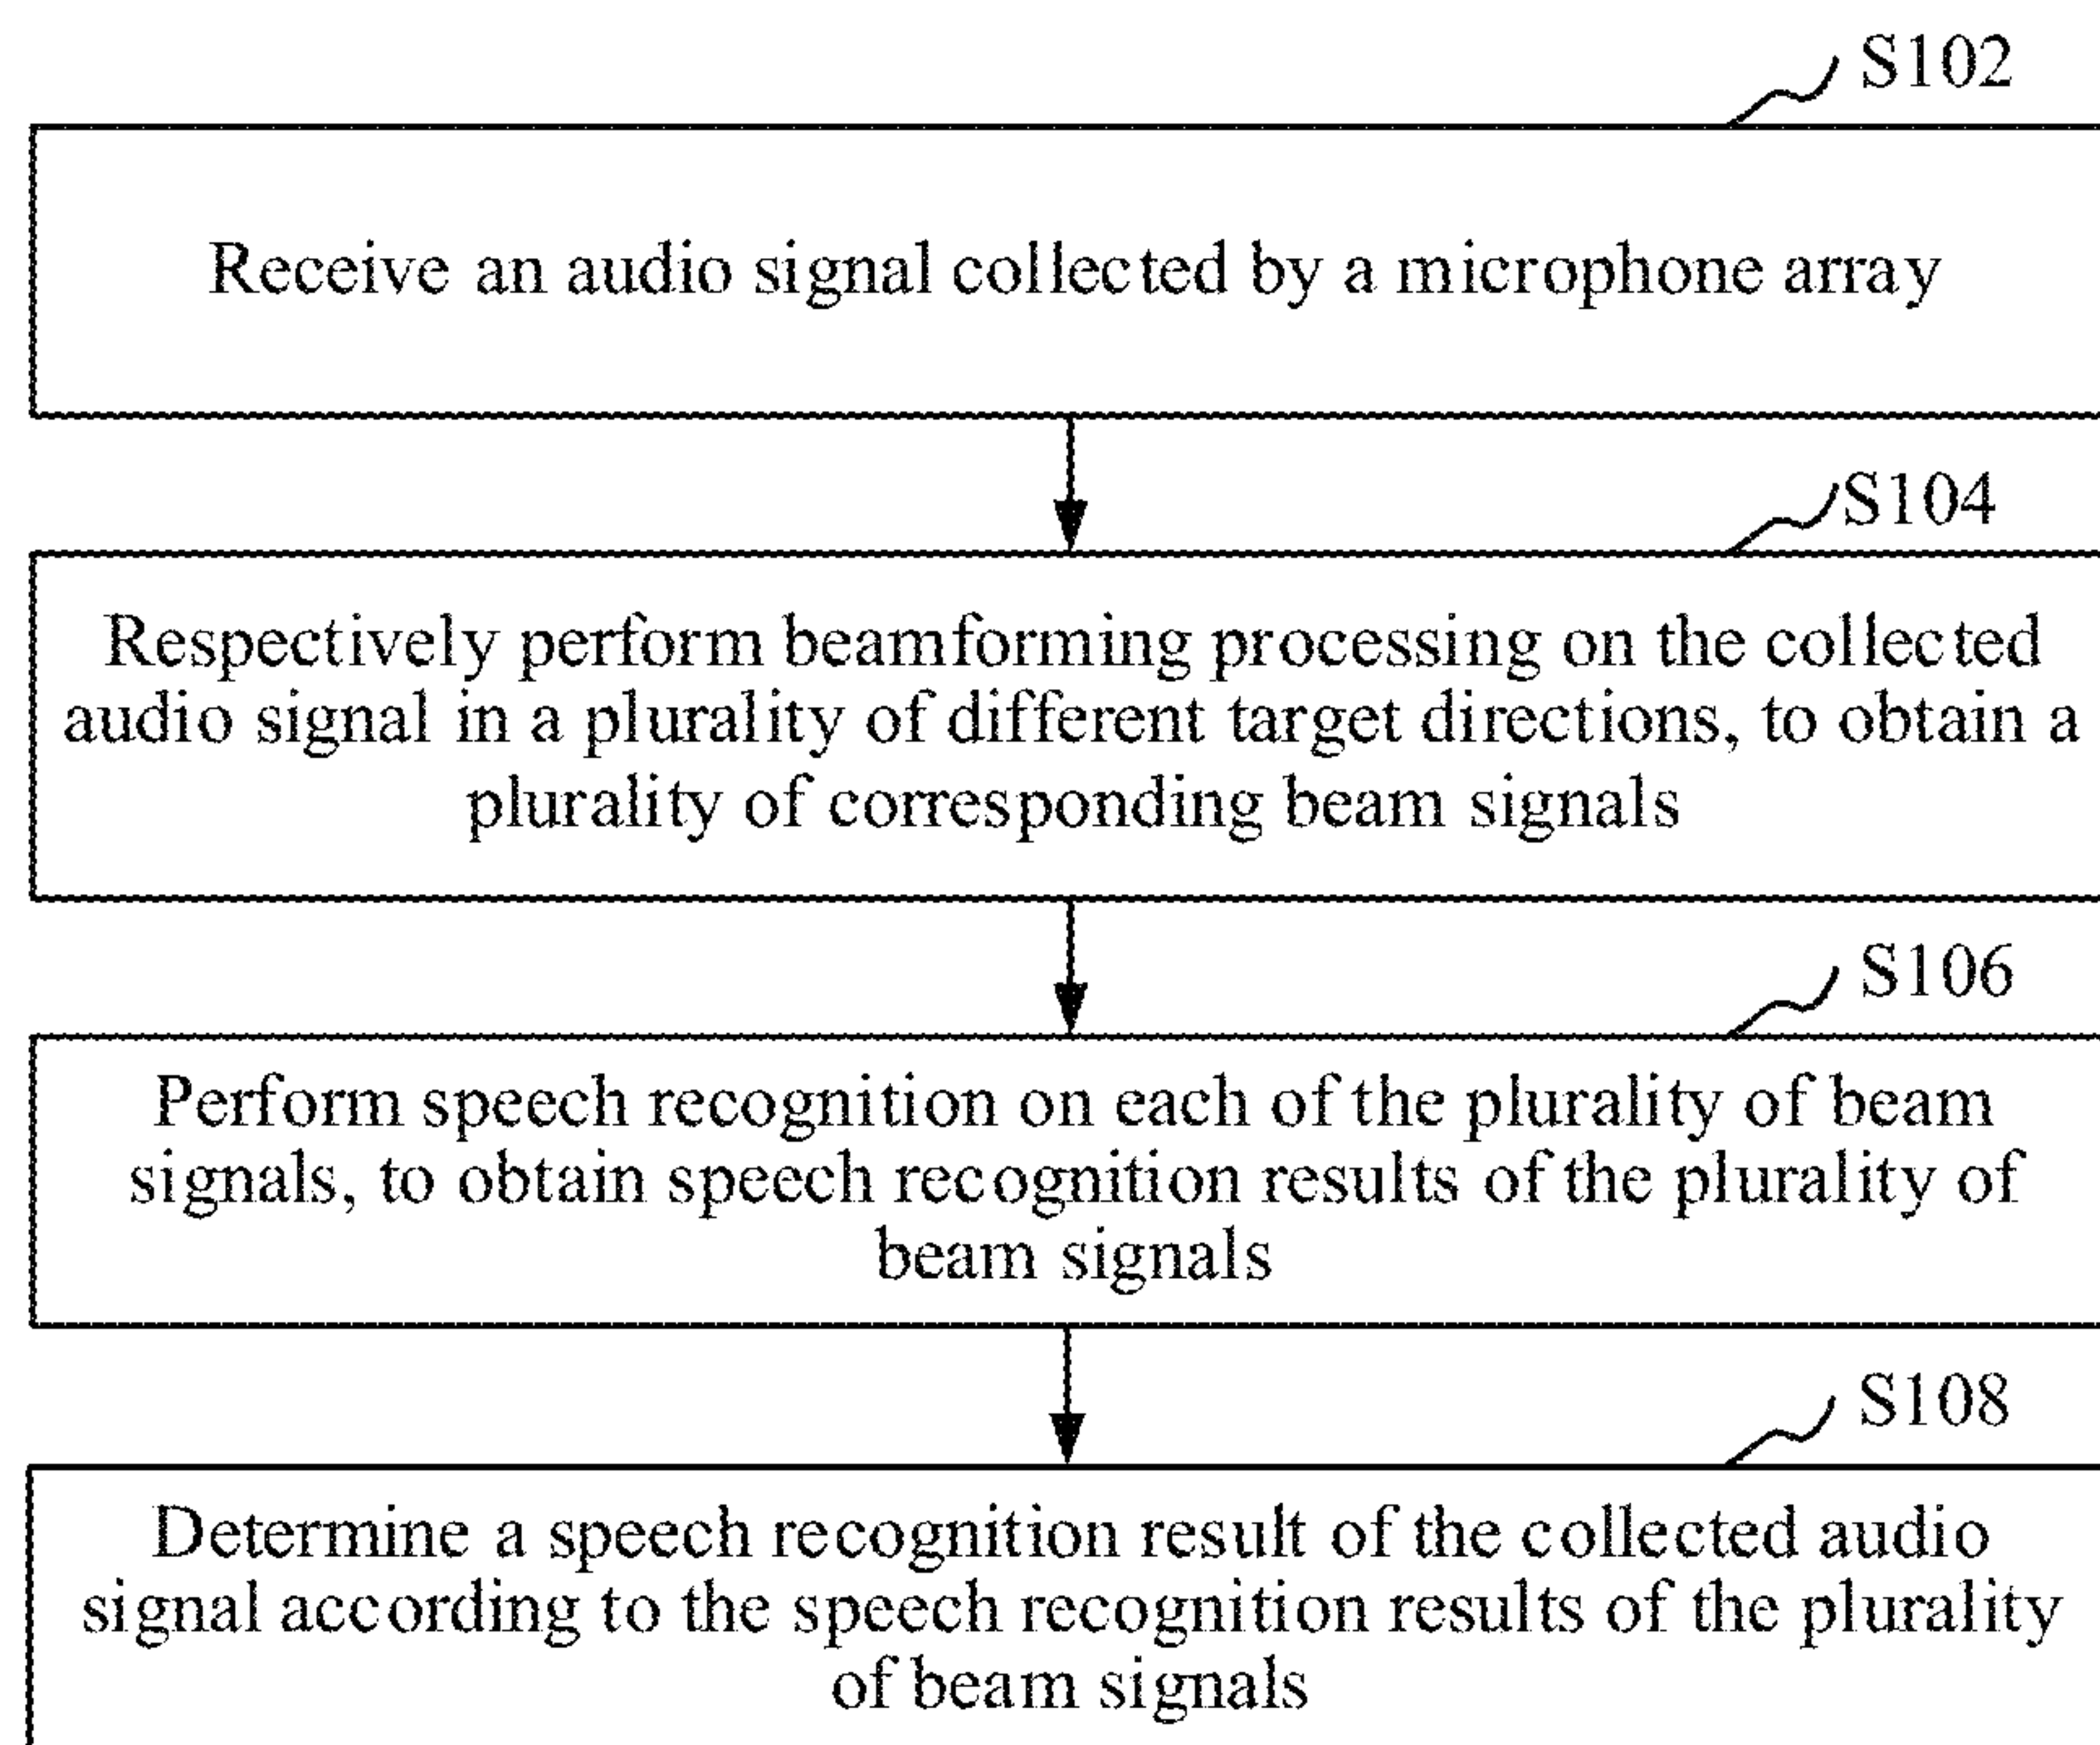 S102
Receive an audio signal collected by a microphone array
S104
Respectively perform beamforming processing on the collected
audio signal in a plurality of different target directions, to obtain a
plurality of corresponding beam signals
S106
Perform speech recognition on each of the plurality of beam
signals, to obtain speech recognition results of the plurality of
beam signals
S108
Determine a speech recognition result of the collected audio
signal according to the speech recognition results of the plurality
of beam signals